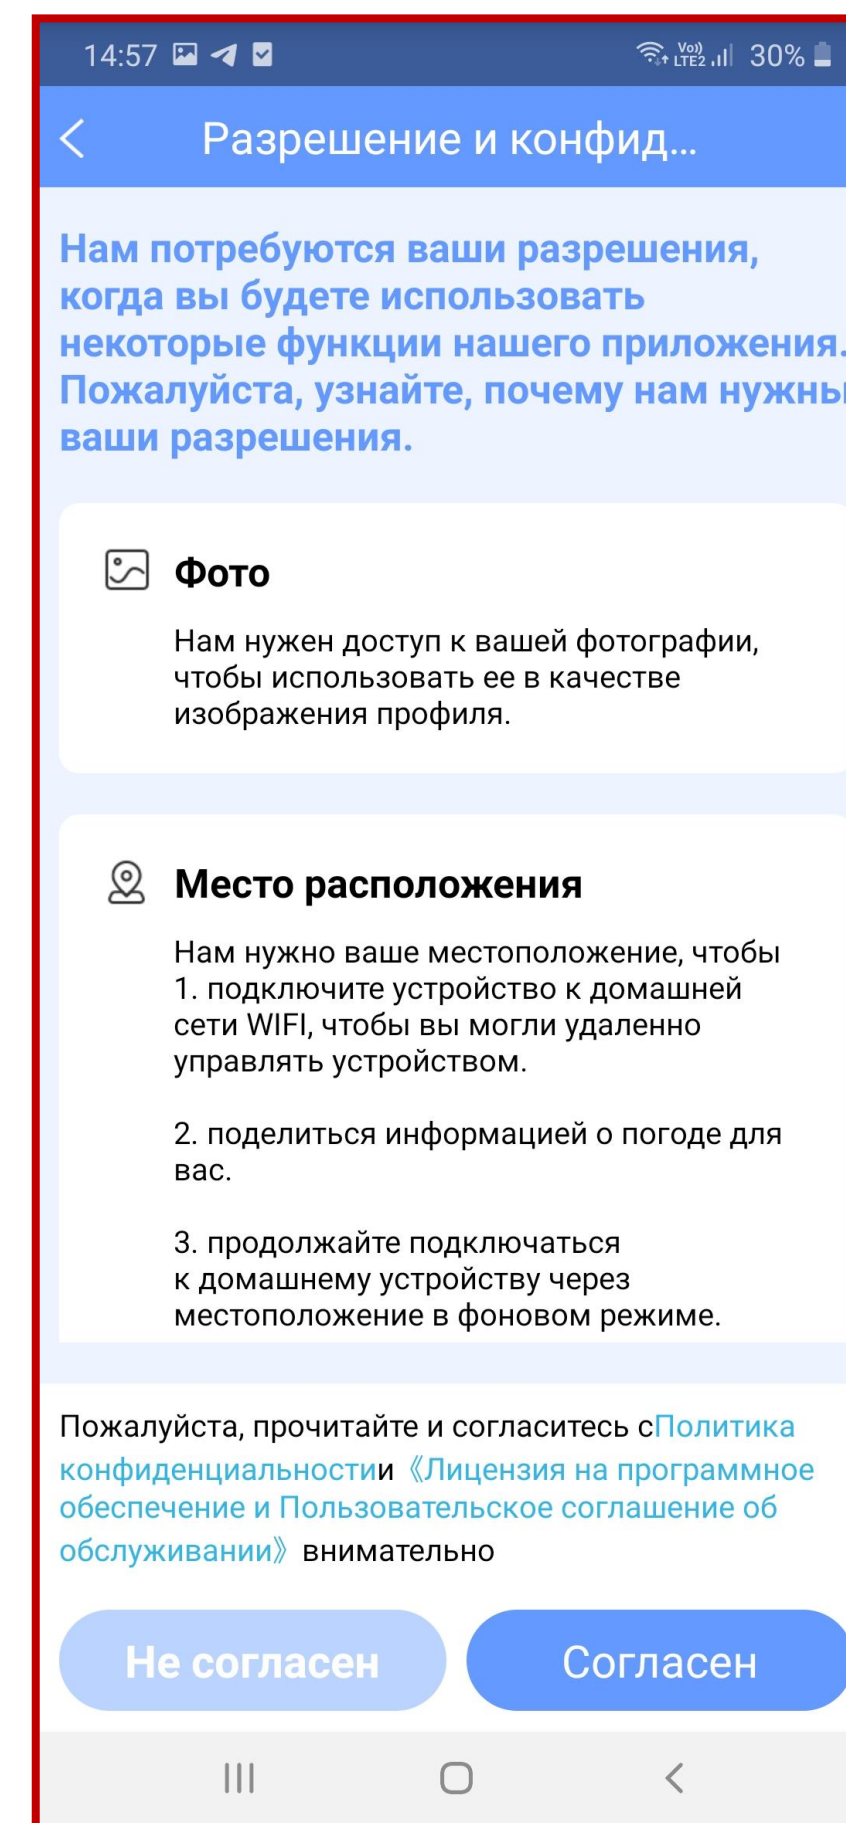 14:57
Vo)) LTE2 30%
Разрешение и конфид...
Нам потребуются ваши разрешения,
когда вы будете использовать
некоторые функции нашего приложения.
Пожалуйста, узнайте, почему нам нужны
ваши разрешения.
Фото
Нам нужен доступ к вашей фотографии,
чтобы использовать ее в качестве
изображения профиля.
Место расположения
Нам нужно ваше местоположение, чтобы
1. подключите устройство к домашней
сети WIFI, чтобы вы могли удаленно
управлять устройством.
2. поделиться информацией о погоде для
вас.
3. продолжайте подключаться
к домашнему устройству через
местоположение в фоновом режиме.
Пожалуйста, прочитайте и согласитесь сПолитика
конфиденциальностии《Лицензия на программное
обеспечение и Пользовательское соглашение об
обслуживании》внимательно
Не согласен
Согласен